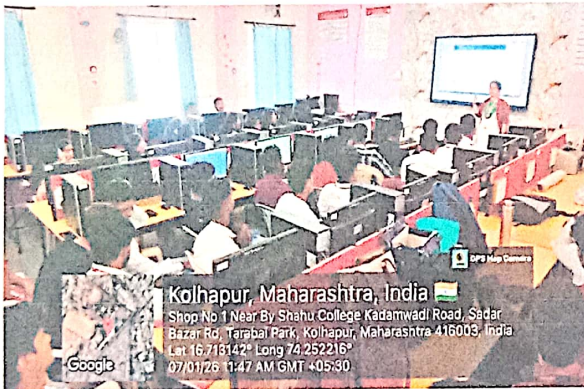 GPS Map Camera
Kolhapur, Maharashtra, India
Shop No 1 Near By Shahu College Kadamwadi Road, Sadar
Bazar Rd, Tarabai Park, Kolhapur, Maharashtra 416003, India
Lat 16.713142° Long 74.252216°
07/01/26 11:47 AM GMT +05:30
Google